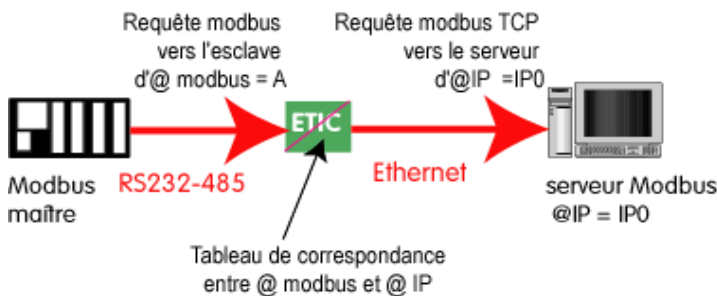 Requête modbus
vers l'esclave
d'@ modbus = A
Requête modbus TCP
vers le serveur
d'@IP =IP0
ETIC
RS232-485
Ethernet
Modbus
maître
serveur Modbus
@IP = IP0
Tableau de correspondance
entre @ modbus et @ IP